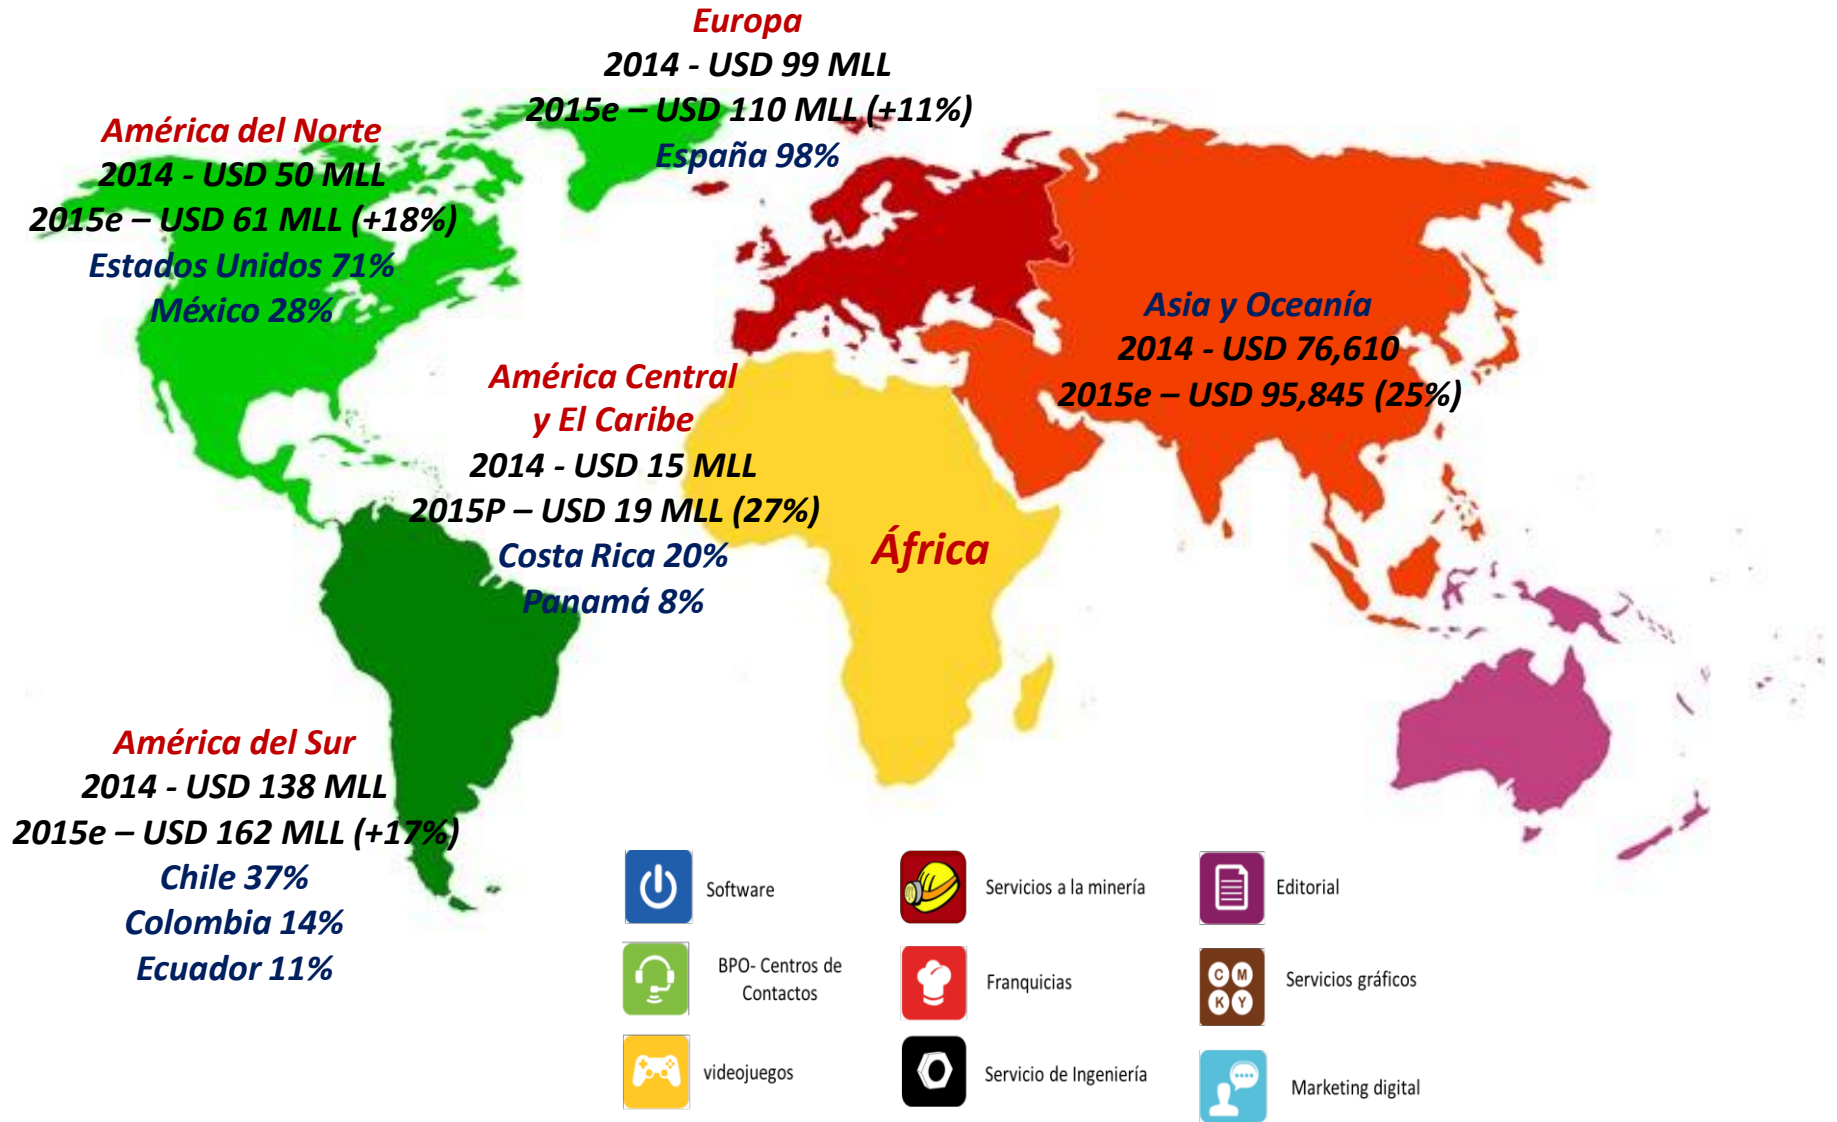 Europa
2014 - USD 99 MLL
2015e – USD 110 MLL (+11%)
España 98%
América del Norte
2014 - USD 50 MLL
2015e – USD 61 MLL (+18%)
Estados Unidos 71%
México 28%
Asia y Oceanía
2014 - USD 76,610
2015e – USD 95,845 (25%)
América Central
y El Caribe
2014 - USD 15 MLL
2015P – USD 19 MLL (27%)
Costa Rica 20%
Panamá 8%
África
América del Sur
2014 - USD 138 MLL
2015e – USD 162 MLL (+17%)
Chile 37%
Colombia 14%
Ecuador 11%
Software
Servicios a la minería
Editorial
BPO- Centros de
Contactos
Franquicias
C M
K Y
Servicios gráficos
videojuegos
Servicio de Ingeniería
Marketing digital